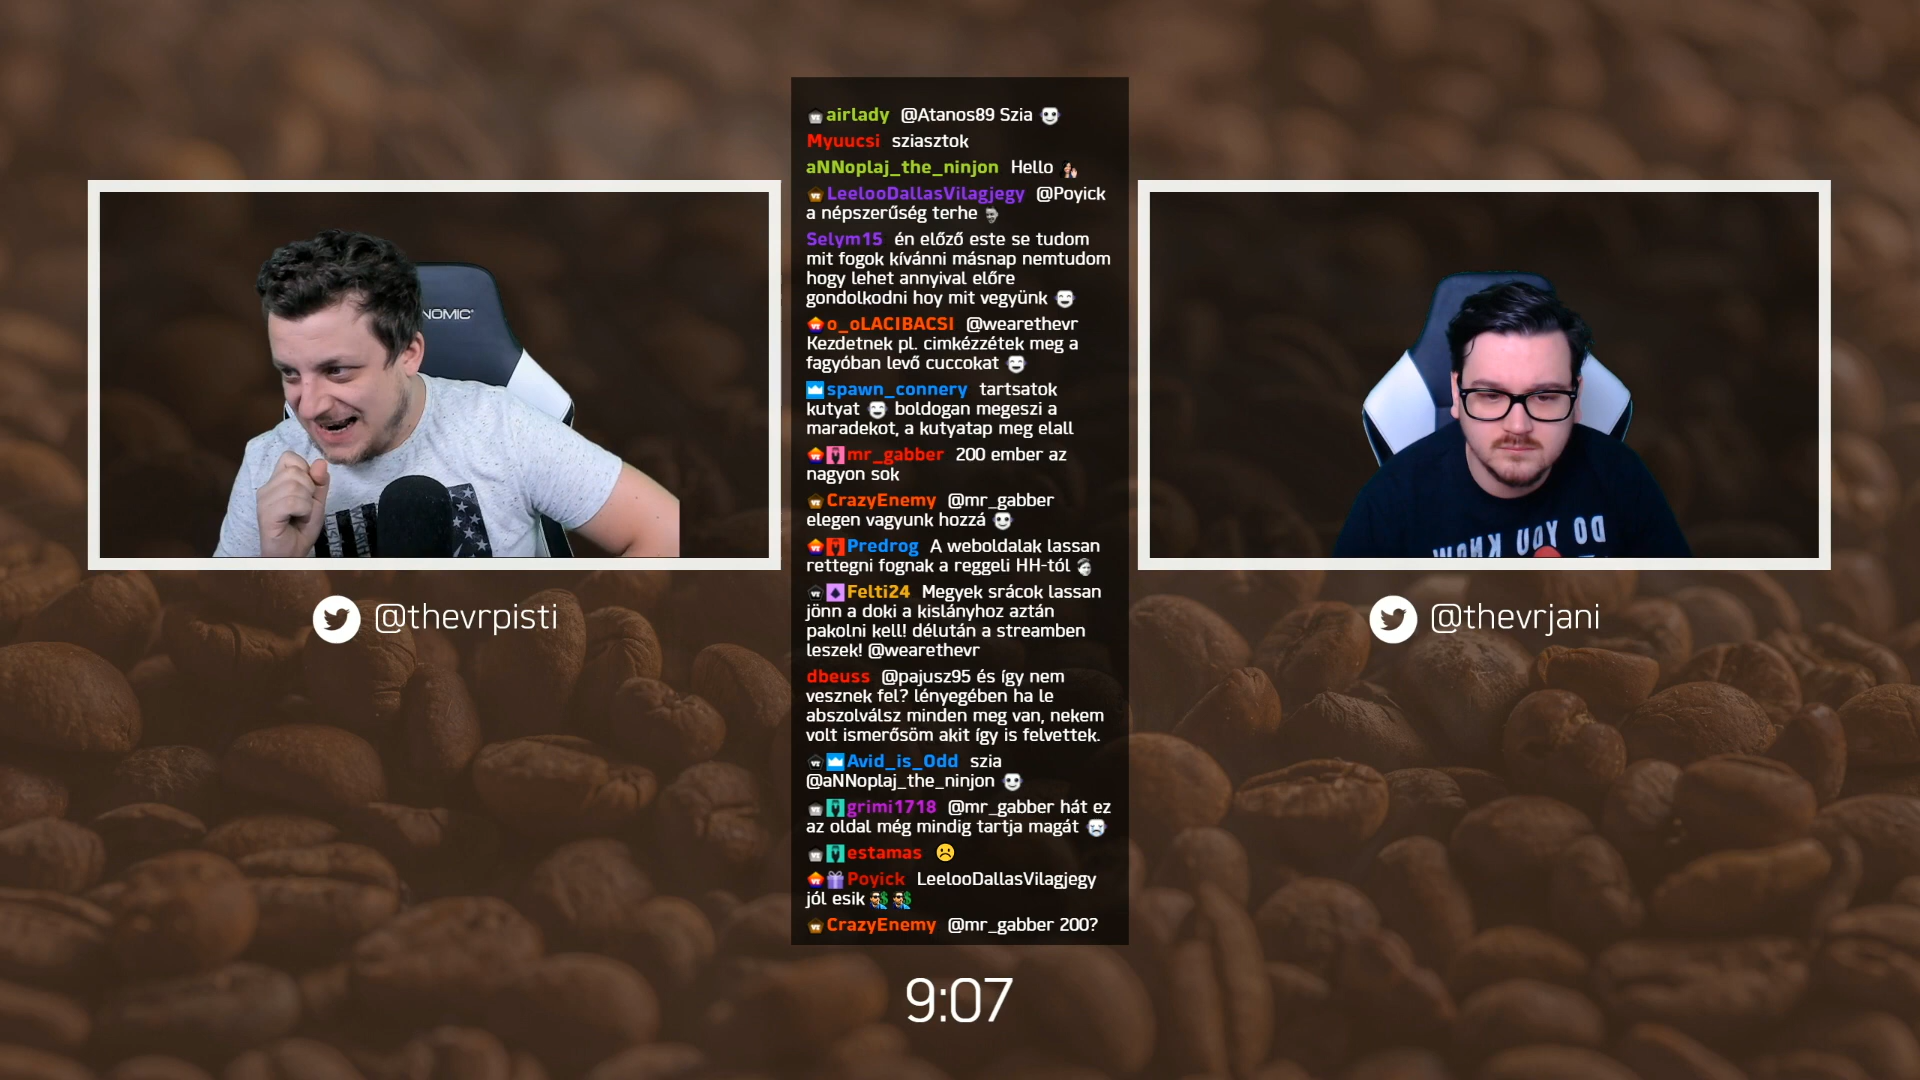 airlady @Atanos89 Szia
Myuucsi sziasztok
aNNoplaj_the_ninjon Hello
LeelooDallasVilagjegy @Poyick
a népszerűség terhe
Selym15 én előző este se tudom
mit fogok kívánni másnap nemtudom
hogy lehet annyival előre
gondolkodni hoy mit vegyünk
o_oLACIBACSI @wearethevr
Kezdetnek pl. cimkézzétek meg a
fagyóban levő cuccokat
spawn_connery tartsatok
kutyat boldogan megeszi a
maradekot, a kutyatap meg elall
mr_gabber 200 ember az
nagyon sok
CrazyEnemy @mr_gabber
elegen vagyunk hozzá
Predrog A weboldalak lassan
rettegni fognak a reggeli HH-tól
Felti24 Megyek srácok lassan
jönn a doki a kislányhoz aztán
pakolni kell! délután a streamben
leszek! @wearethevr
dbeuss @pajusz95 és így nem
vesznek fel? lényegében ha le
abszolválsz minden meg van, nekem
volt ismerősöm akit így is felvettek.
Avid_is_Odd szia
@aNNoplaj_the_ninjon
grimi1718 @mr_gabber hát ez
az oldal még mindig tartja magát
estamas
Poyick LeelooDallasVilagjegy
jól esik
CrazyEnemy @mr_gabber 200?
NOMIC
DO YOU KNOW
@thevrpisti
@thevrjani
9:07